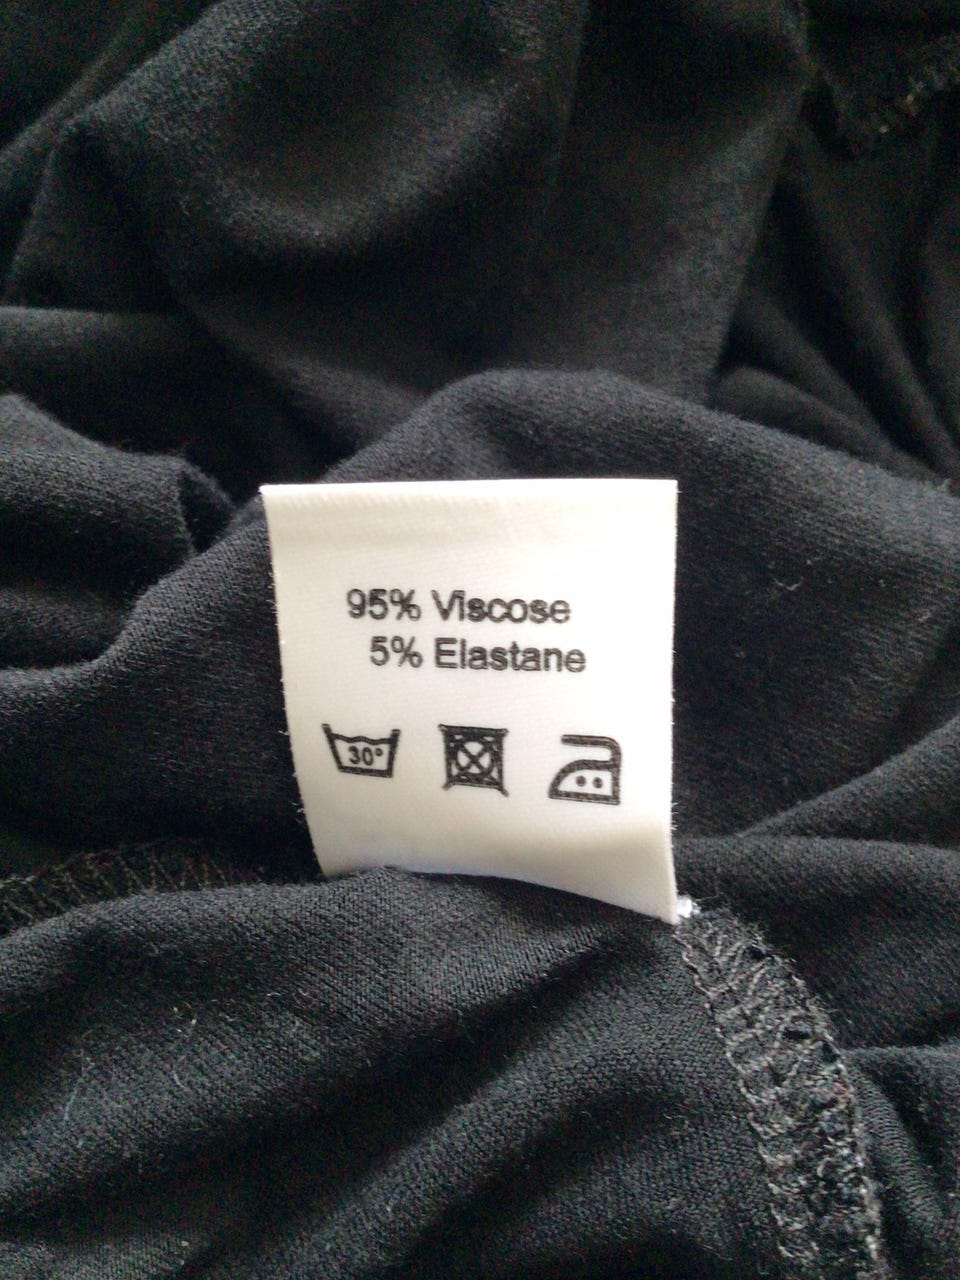 95% Viscose
5% Elastane
30°